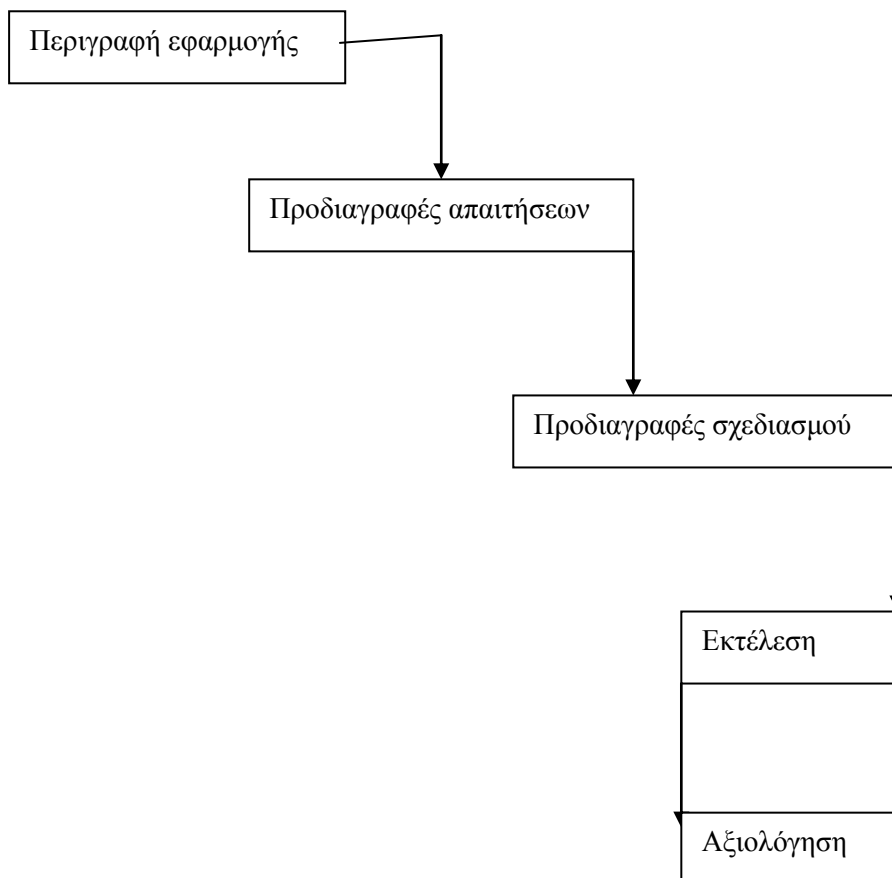 Περιγραφή εφαρμογής
Προδιαγραφές απαιτήσεων
Προδιαγραφές σχεδιασμού
Εκτέλεση
Αξιολόγηση